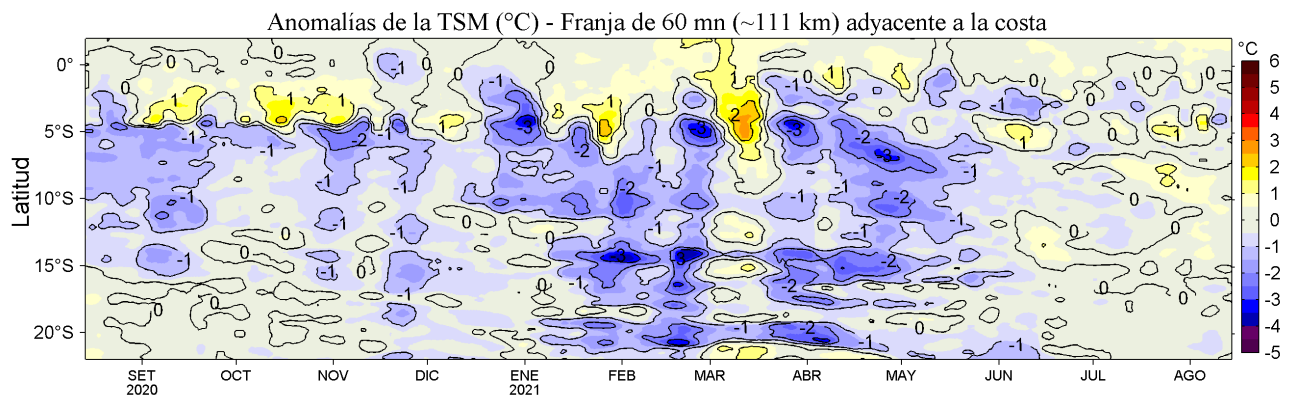 Anomalías de la TSM (°C) - Franja de 60 mn (~111 km) adyacente a la costa
°C
Latitud
0°
5°S
10°S
15°S
20°S
6
5
4
3
2
1
0
-1
-2
-3
-4
-5
SET OCT NOV DIC ENE FEB MAR ABR MAY JUN JUL AGO
2020 2021